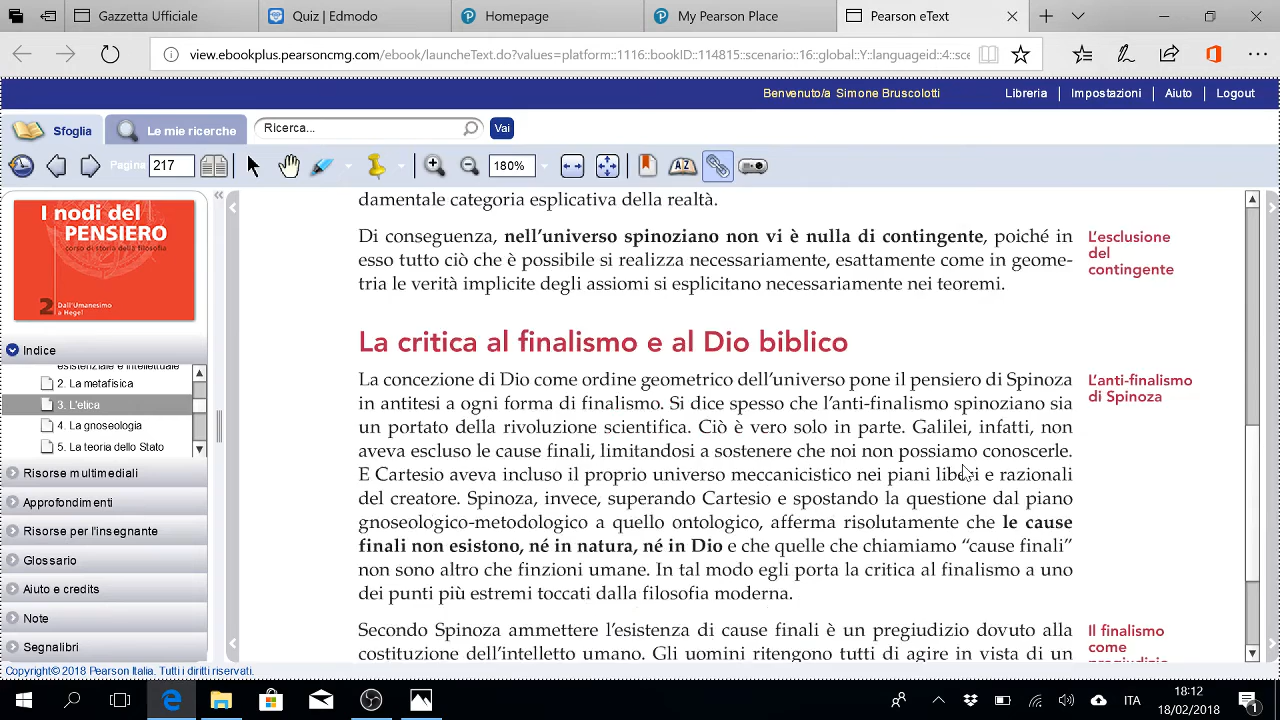 Gazzetta Ufficiale
Quiz | Edmodo
Homepage
My Pearson Place
Pearson eText
view.ebookplus.pearsoncmg.com/ebook/launcheText.do?values=platform::1116::bookID::114815::scenario::16::global::Y::languageid::4::sc
Benvenuto/a Simone Bruscolotti
Libreria
Impostazioni
Aiuto
Logout
Sfoglia
Le mie ricerche
Ricerca...
Vai
Pagina 217
180%
I nodi del
PENSIERO
corso di storia della filosofia
2 Dall'Umanesimo
a Hegel
Indice
esistenziale e intellettuale
2. La metafisica
3. L'etica
4. La gnoseologia
5. La teoria dello Stato
Risorse multimediali
Approfondimenti
Risorse per l'insegnante
Glossario
Aiuto e credits
Note
Segnalibri
damentale categoria esplicativa della realtà.
Di conseguenza, nell'universo spinoziano non vi è nulla di contingente, poiché in
esso tutto ciò che è possibile si realizza necessariamente, esattamente come in geome-
tria le verità implicite degli assiomi si esplicitano necessariamente nei teoremi.
L'esclusione
del
contingente
La critica al finalismo e al Dio biblico
La concezione di Dio come ordine geometrico dell'universo pone il pensiero di Spinoza
in antitesi a ogni forma di finalismo. Si dice spesso che l'anti-finalismo spinoziano sia
un portato della rivoluzione scientifica. Ciò è vero solo in parte. Galilei, infatti, non
aveva escluso le cause finali, limitandosi a sostenere che noi non possiamo conoscerle.
E Cartesio aveva incluso il proprio universo meccanicistico nei piani liberi e razionali
del creatore. Spinoza, invece, superando Cartesio e spostando la questione dal piano
gnoseologico-metodologico a quello ontologico, afferma risolutamente che le cause
finali non esistono, né in natura, né in Dio e che quelle che chiamiamo "cause finali"
non sono altro che finzioni umane. In tal modo egli porta la critica al finalismo a uno
dei punti più estremi toccati dalla filosofia moderna.
L'anti-finalismo
di Spinoza
Secondo Spinoza ammettere l'esistenza di cause finali è un pregiudizio dovuto alla
costituzione dell'intelletto umano. Gli uomini ritengono tutti di agire in vista di un
Il finalismo
come
pregiudizio
Copyright© 2018 Pearson Italia. Tutti i diritti riservati.
ITA
18:12
18/02/2018
1